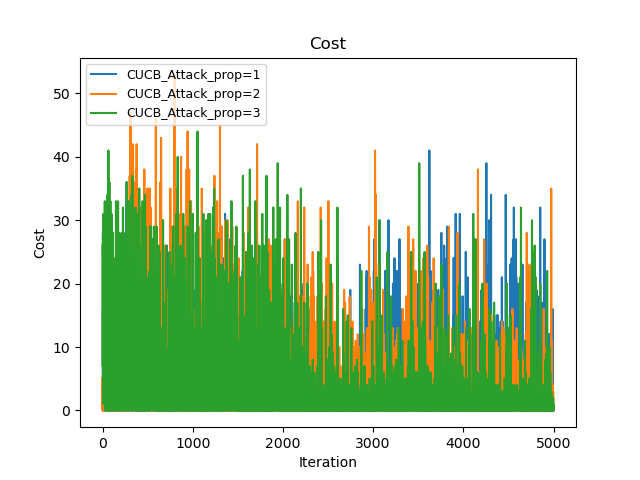 Cost
CUCB_Attack_prop=1
CUCB_Attack_prop=2
CUCB_Attack_prop=3
50
40
30
20
10
0
Cost
0 1000 2000 3000 4000 5000
Iteration